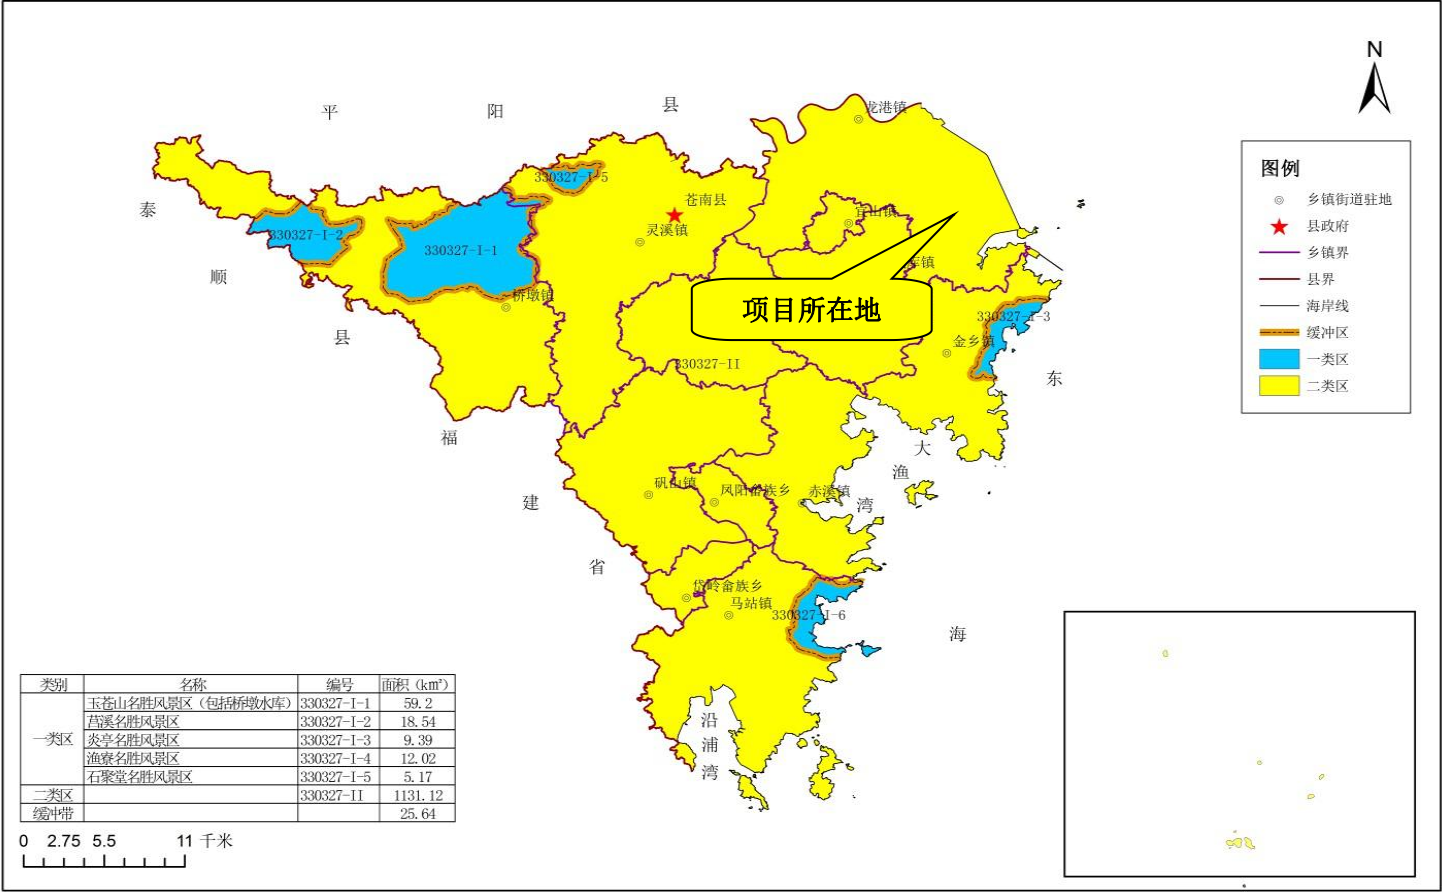 N
平 阳 县
龙港镇
图例
乡镇街道驻地
县政府
乡镇界
县界
海岸线
缓冲区
一类区
二类区
330327-I-5
苍南县
宜山镇
泰
灵溪镇
330327-I-2
330327-I-1
库镇
顺
桥墩镇
项目所在地
330327-I-3
县
金乡镇
330327-II
东
福
大
渔
湾
矾山镇
凤阳畲族乡
赤溪镇
建
省
岱岭畲族乡
马站镇
330327-I-6
海
沿
浦
湾
类别 名称 编号 面积（km²）
一类区
玉苍山名胜风景区（包括桥墩水库） 330327-I-1 59.2
莒溪名胜风景区 330327-I-2 18.54
炎亭名胜风景区 330327-I-3 9.39
渔寮名胜风景区 330327-I-4 12.02
石聚堂名胜风景区 330327-I-5 5.17
二类区 330327-II 1131.12
缓冲带 25.64
0 2.75 5.5 11 千米